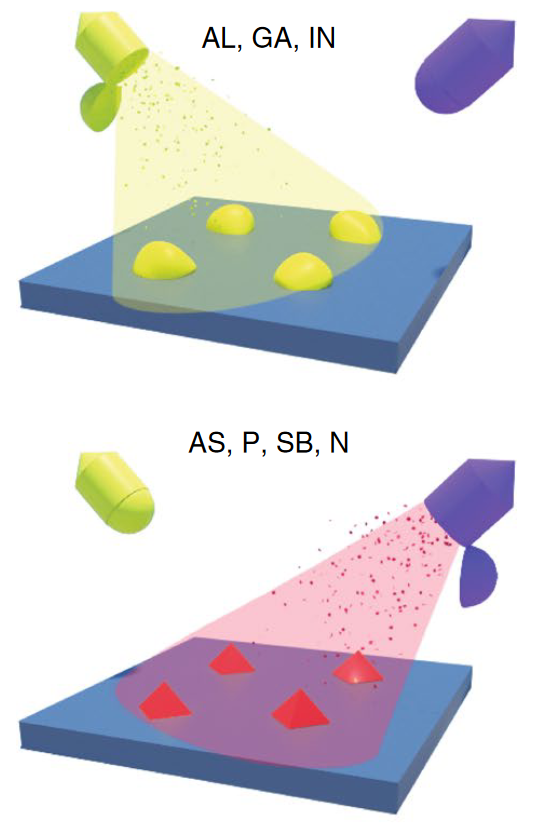 AL, GA, IN
AS, P, SB, N